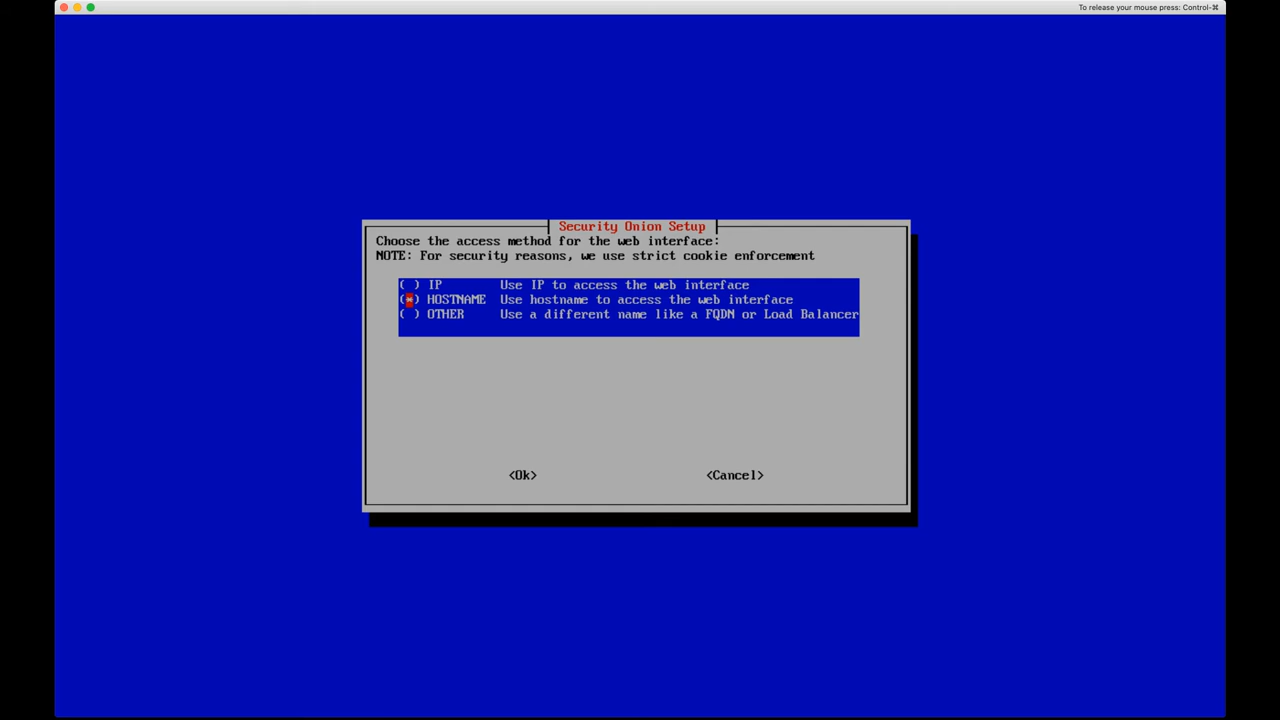 To release your mouse press: Control-⌘
Security Onion Setup
Choose the access method for the web interface:
NOTE: For security reasons, we use strict cookie enforcement
( ) IP Use IP to access the web interface
(*) HOSTNAME Use hostname to access the web interface
( ) OTHER Use a different name like a FQDN or Load Balancer
<Ok> <Cancel>